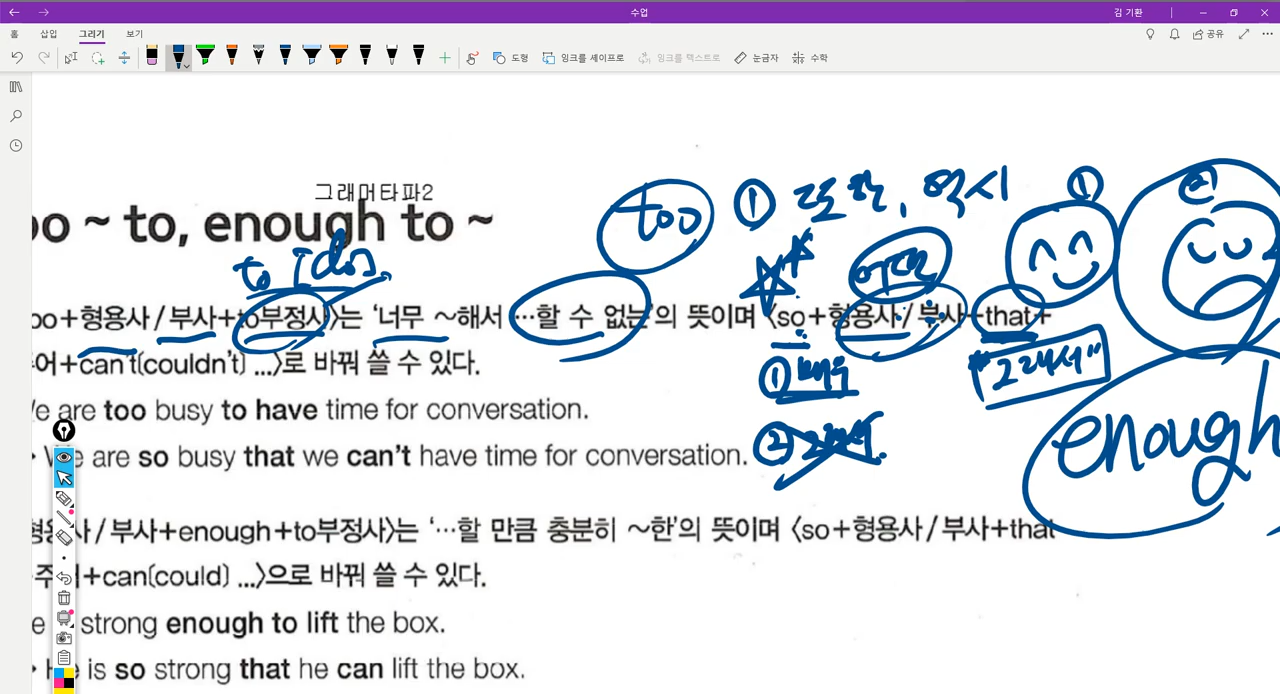 수업
김 기환
홈 삽입 그리기 보기
공유
도형 잉크를 셰이프로 잉크를 텍스트로 눈금자 수학
그래머타파2
oo ~ to, enough to ~
too
① 또한, 역시
① ②
to
어떤
oo+형용사/부사+to부정사〉는 '너무 ~해서 …할 수 없는'의 뜻이며 〈so+형용사/부사+that+
어+can't(couldn't) …〉로 바꿔 쓸 수 있다.
① 매우
"그래서"
e are too busy to have time for conversation.
② 그래서
enough
We are so busy that we can't have time for conversation.
형용사/부사+enough+to부정사〉는 '…할 만큼 충분히 ~한'의 뜻이며 〈so+형용사/부사+that
주어+can(could) …〉으로 바꿔 쓸 수 있다.
e strong enough to lift the box.
He is so strong that he can lift the box.